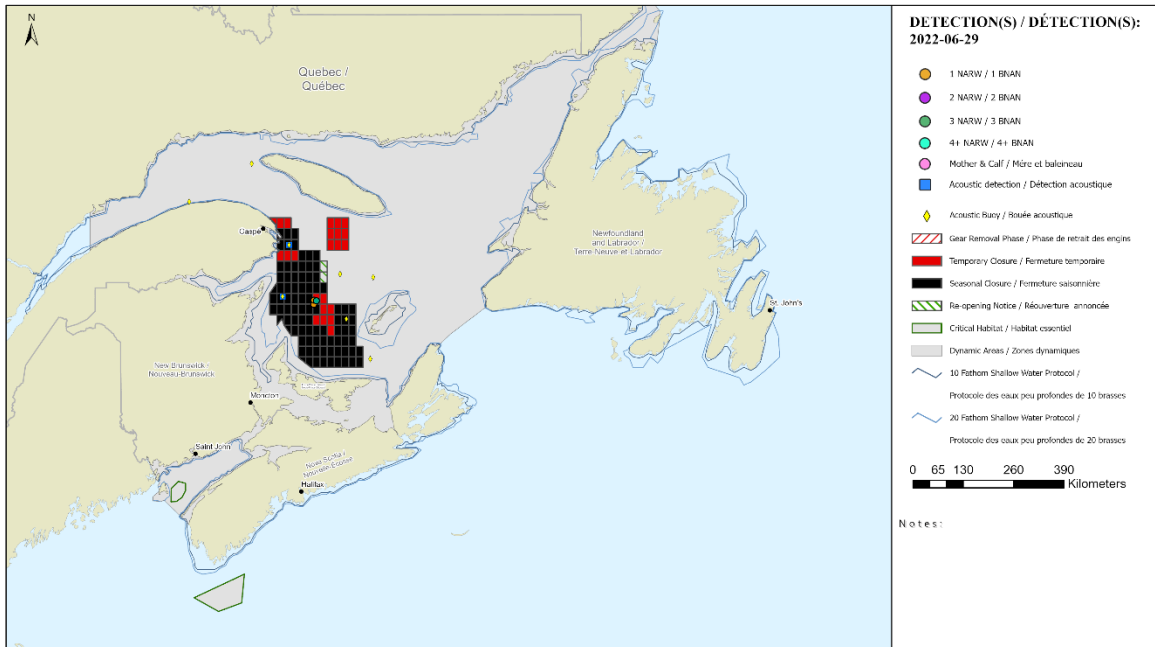 N
Quebec /
Québec
Gaspé
Newfoundland
and Labrador /
Terre-Neuve-et-Labrador
St. John's
New Brunswick -
Nouveau-Brunswick
Moncton
Saint John
Nova Scotia /
Nouvelle-Écosse
Halifax
DETECTION(S) / DÉTECTION(S):
2022-06-29
1 NARW / 1 BNAN
2 NARW / 2 BNAN
3 NARW / 3 BNAN
4+ NARW / 4+ BNAN
Mother & Calf / Mère et baleineau
Acoustic detection / Détection acoustique
Acoustic Buoy / Bouée acoustique
Gear Removal Phase / Phase de retrait des engins
Temporary Closure / Fermeture temporaire
Seasonal Closure / Fermeture saisonnière
Re-opening Notice / Réouverture annoncée
Critical Habitat / Habitat essentiel
Dynamic Areas / Zones dynamiques
10 Fathom Shallow Water Protocol /
Protocole des eaux peu profondes de 10 brasses
20 Fathom Shallow Water Protocol /
Protocole des eaux peu profondes de 20 brasses
0 65 130 260 390
Kilometers
Notes: